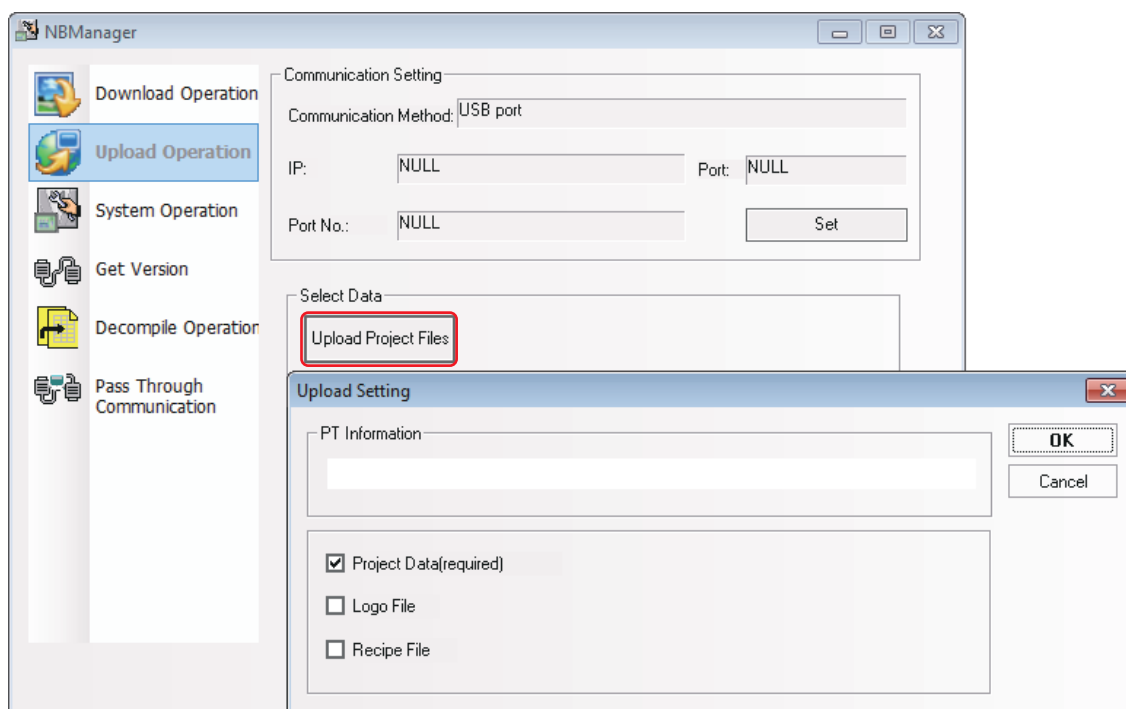 NBManager
Download Operation
Upload Operation
System Operation
Get Version
Decompile Operation
Pass Through
Communication
Communication Setting
Communication Method: USB port
IP: NULL Port: NULL
Port No.: NULL Set
Select Data
Upload Project Files
Upload Setting
PT Information
OK
Cancel
Project Data(required)
Logo File
Recipe File